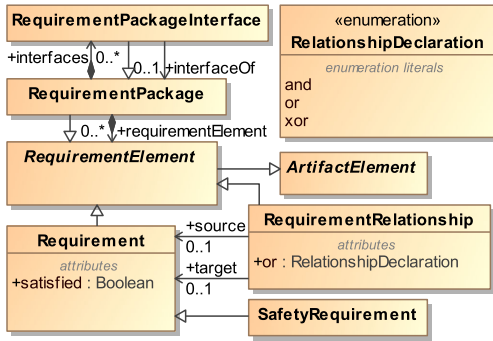 RequirementPackageInterface
+interfaces 0..* 0..1 +interfaceOf
RequirementPackage
0..* +requirementElement
RequirementElement
ArtifactElement
«enumeration»
RelationshipDeclaration
enumeration literals
and
or
xor
Requirement
attributes
+satisfied : Boolean
+source
0..1
+target
0..1
RequirementRelationship
attributes
+or : RelationshipDeclaration
SafetyRequirement